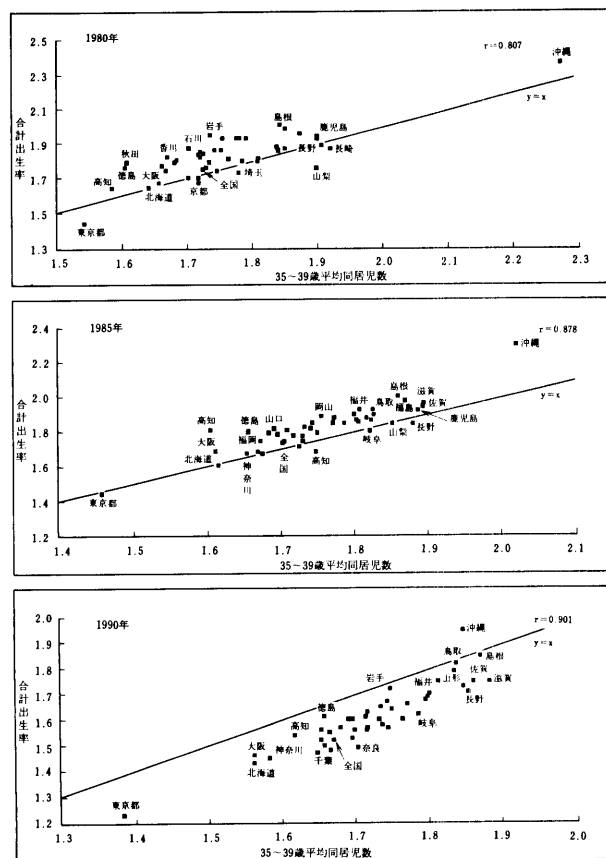 1980年
r=0.807
沖縄
y=x
合計出生率
2.5
2.3
2.1
1.9
1.7
1.5
1.3
島根
岩手
鹿児島
石川
長野
長崎
香川
秋田
徳島
大阪
埼玉
山梨
高知
全国
北海道
京都
東京都
1.5
1.6
1.7
1.8
1.9
2.0
2.1
2.2
2.3
35～39歳平均同居児数
1985年
r=0.878
沖縄
y=x
合計出生率
2.4
2.2
2.0
1.8
1.6
1.4
1.2
島根
滋賀
福井
鳥取
福島
佐賀
岡山
鹿児島
高知
徳島
山口
大阪
福岡
岐阜
山梨
長野
北海道
神奈川
全国
高知
東京都
1.4
1.5
1.6
1.7
1.8
1.9
2.0
2.1
35～39歳平均同居児数
1990年
r=0.901
沖縄
y=x
合計出生率
2.0
1.9
1.8
1.7
1.6
1.5
1.4
1.3
1.2
鳥取
島根
岩手
福井
山形
佐賀
滋賀
長野
徳島
高知
岐阜
大阪
神奈川
北海道
千葉
全国
奈良
東京都
1.3
1.4
1.5
1.6
1.7
1.8
1.9
2.0
35～39歳平均同居児数